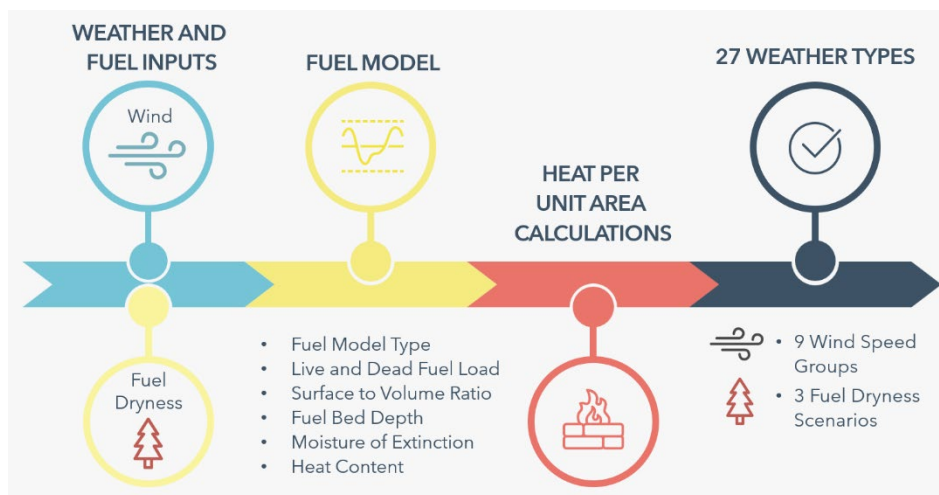 WEATHER AND
FUEL INPUTS
Wind
Fuel
Dryness
FUEL MODEL
• Fuel Model Type
• Live and Dead Fuel Load
• Surface to Volume Ratio
• Fuel Bed Depth
• Moisture of Extinction
• Heat Content
HEAT PER
UNIT AREA
CALCULATIONS
27 WEATHER TYPES
• 9 Wind Speed
Groups
• 3 Fuel Dryness
Scenarios